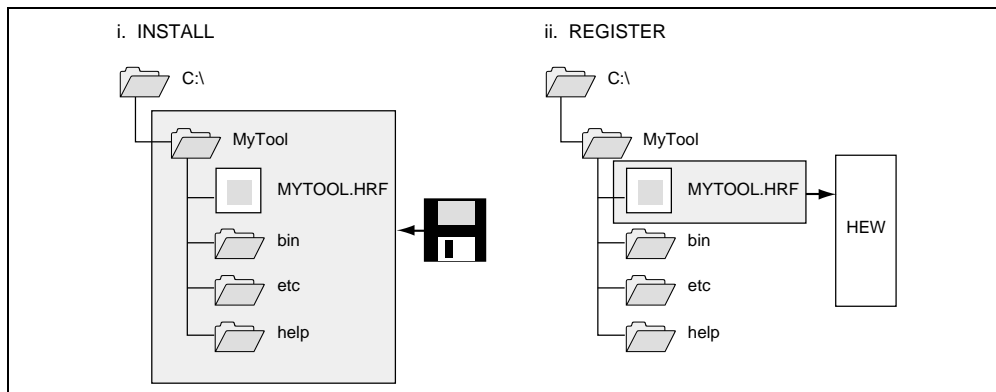 i. INSTALL
C:\
MyTool
MYTOOL.HRF
bin
etc
help
ii. REGISTER
C:\
MyTool
MYTOOL.HRF
bin
etc
help
HEW